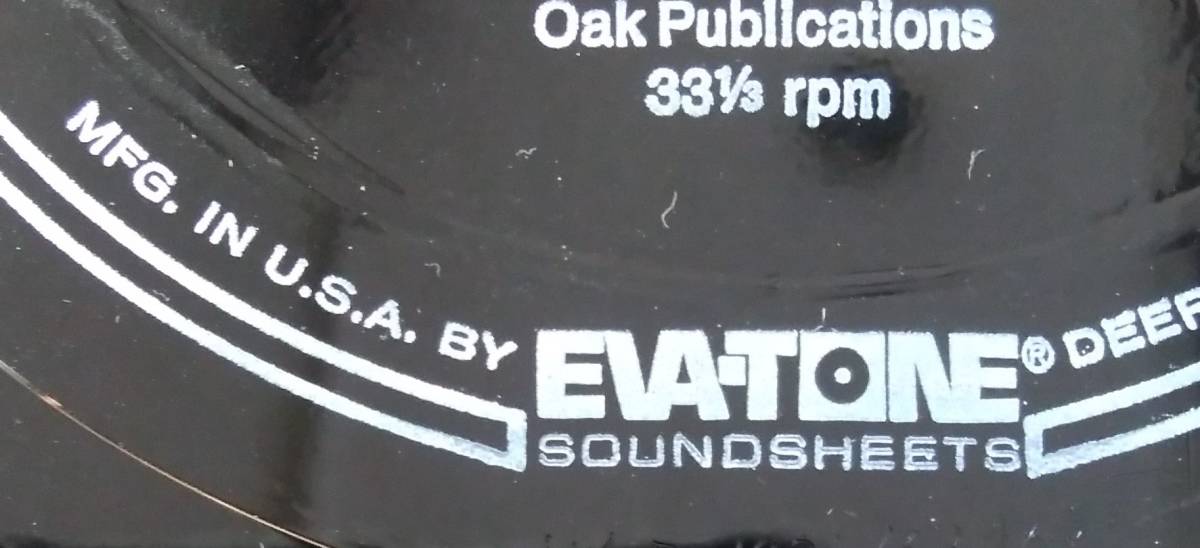 Oak Publications
33⅓ rpm
MFG. IN U.S.A. BY EVA-TONE® 
SOUNDSHEETS